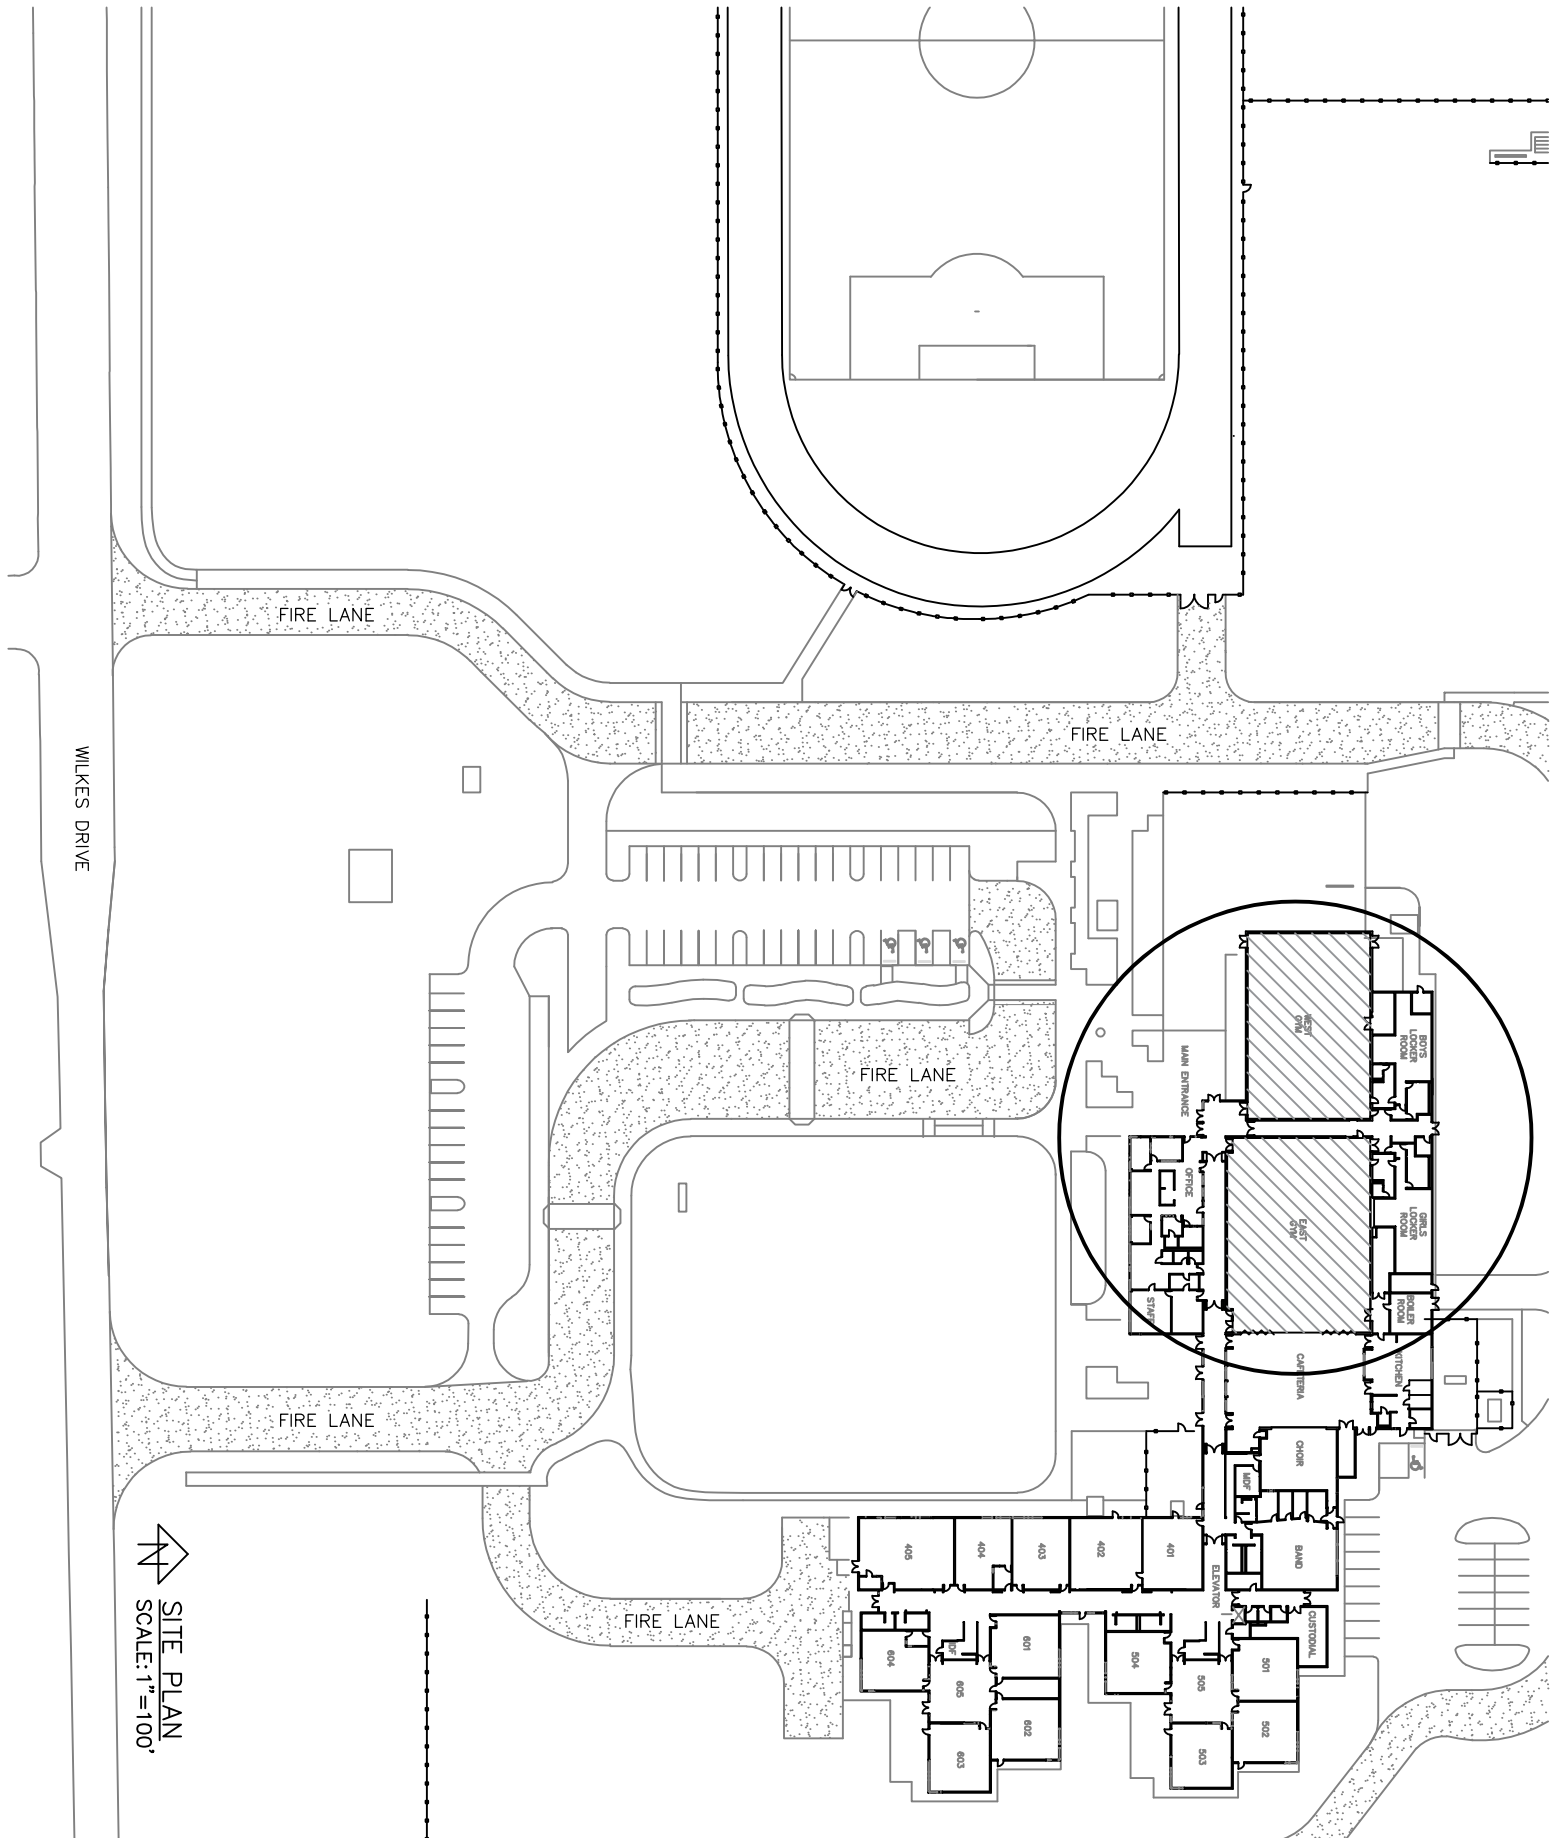 FIRE LANE
FIRE LANE
WILKES DRIVE
WEST
GYM
BOYS
LOCKER
ROOM
MAIN ENTRANCE
FIRE LANE
OFFICE
EAST
GYM
GIRLS
LOCKER
ROOM
STAFF
BOILER
ROOM
CAFETERIA
KITCHEN
FIRE LANE
CHOIR
MDF
BAND
405
404
403
402
401
ELEVATOR
CUSTODIAL
FIRE LANE
604
605
603
601
602
504
505
503
501
502
N
SITE PLAN
SCALE:1"=100'